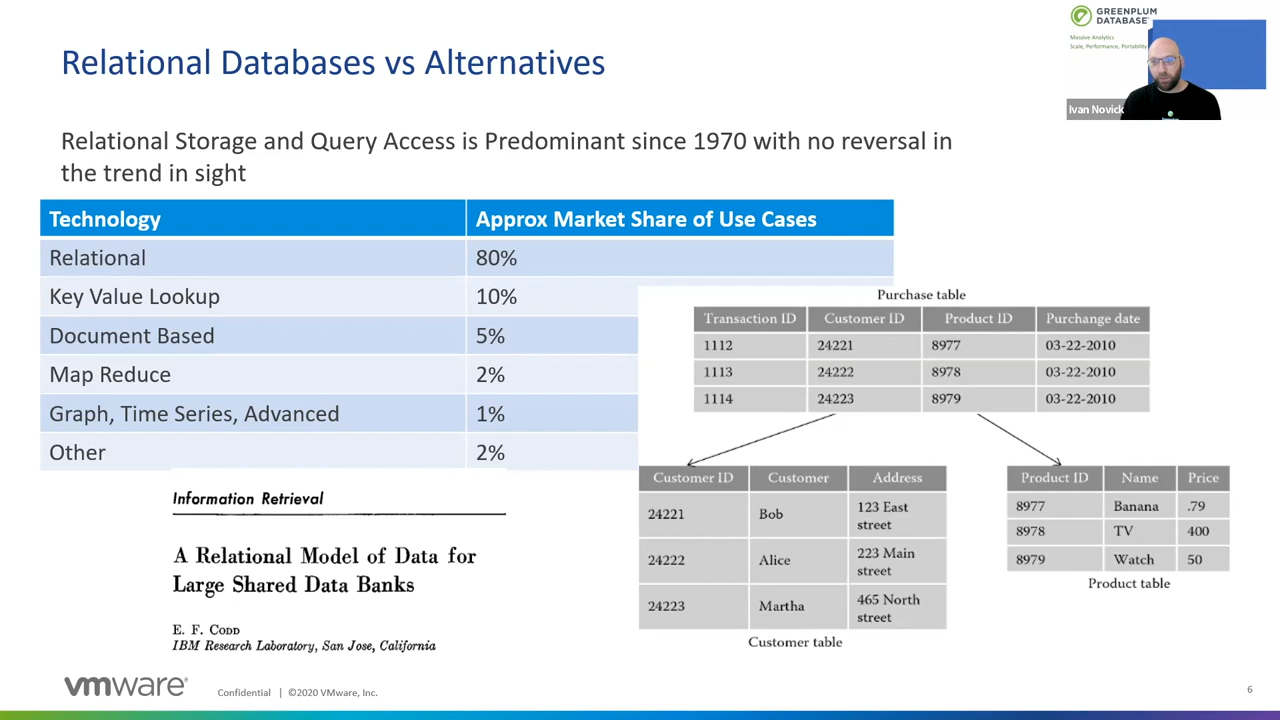 GREENPLUM
DATABASE
Massive Analytics
Scale, Performance, Portability
Ivan Novick
Relational Databases vs Alternatives
Relational Storage and Query Access is Predominant since 1970 with no reversal in
the trend in sight
Technology Approx Market Share of Use Cases
Relational 80%
Key Value Lookup 10%
Document Based 5%
Map Reduce 2%
Graph, Time Series, Advanced 1%
Other 2%
Purchase table
Transaction ID Customer ID Product ID Purchange date
1112 24221 8977 03-22-2010
1113 24222 8978 03-22-2010
1114 24223 8979 03-22-2010
Customer ID Customer Address
24221 Bob 123 East
street
24222 Alice 223 Main
street
24223 Martha 465 North
street
Customer table
Product ID Name Price
8977 Banana .79
8978 TV 400
8979 Watch 50
Product table
Information Retrieval
A Relational Model of Data for
Large Shared Data Banks
E. F. CODD
IBM Research Laboratory, San Jose, California
vmware®
Confidential | ©2020 VMware, Inc.
6